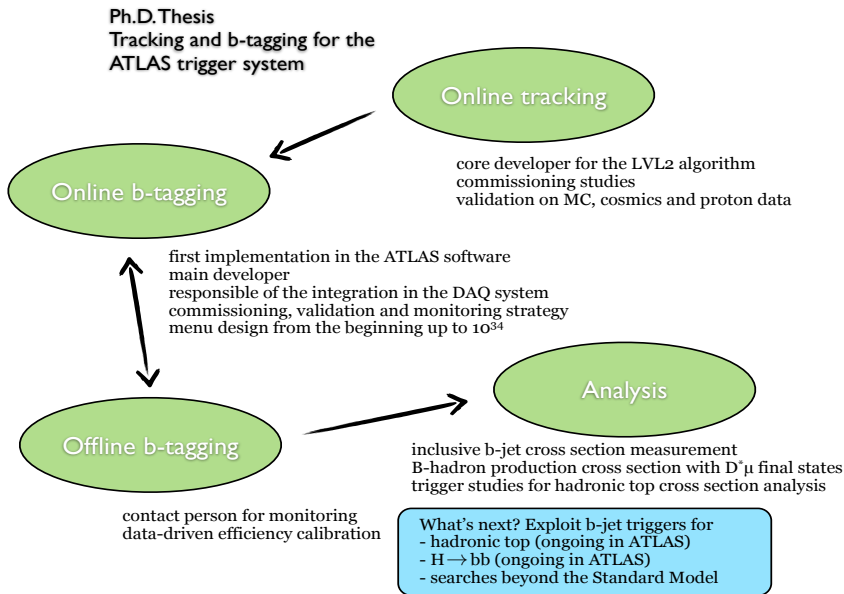 Ph.D. Thesis
Tracking and b-tagging for the
ATLAS trigger system
Online tracking
core developer for the LVL2 algorithm
commissioning studies
validation on MC, cosmics and proton data
Online b-tagging
first implementation in the ATLAS software
main developer
responsible of the integration in the DAQ system
commissioning, validation and monitoring strategy
menu design from the beginning up to 10³⁴
Analysis
inclusive b-jet cross section measurement
B-hadron production cross section with D*μ final states
trigger studies for hadronic top cross section analysis
Offline b-tagging
contact person for monitoring
data-driven efficiency calibration
What's next? Exploit b-jet triggers for
- hadronic top (ongoing in ATLAS)
- H→bb (ongoing in ATLAS)
- searches beyond the Standard Model